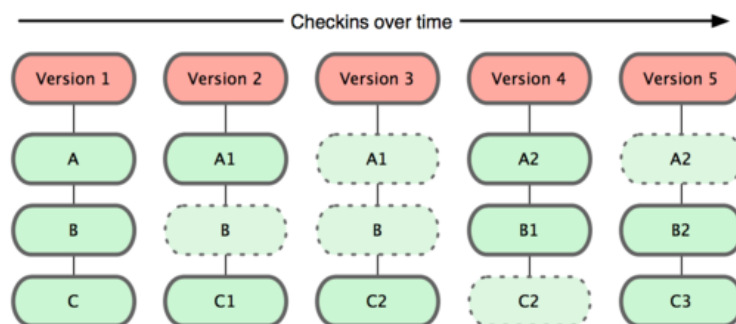 Checkins over time
Version 1 Version 2 Version 3 Version 4 Version 5
A A1 A1 A2 A2
B B B B1 B2
C C1 C2 C2 C3